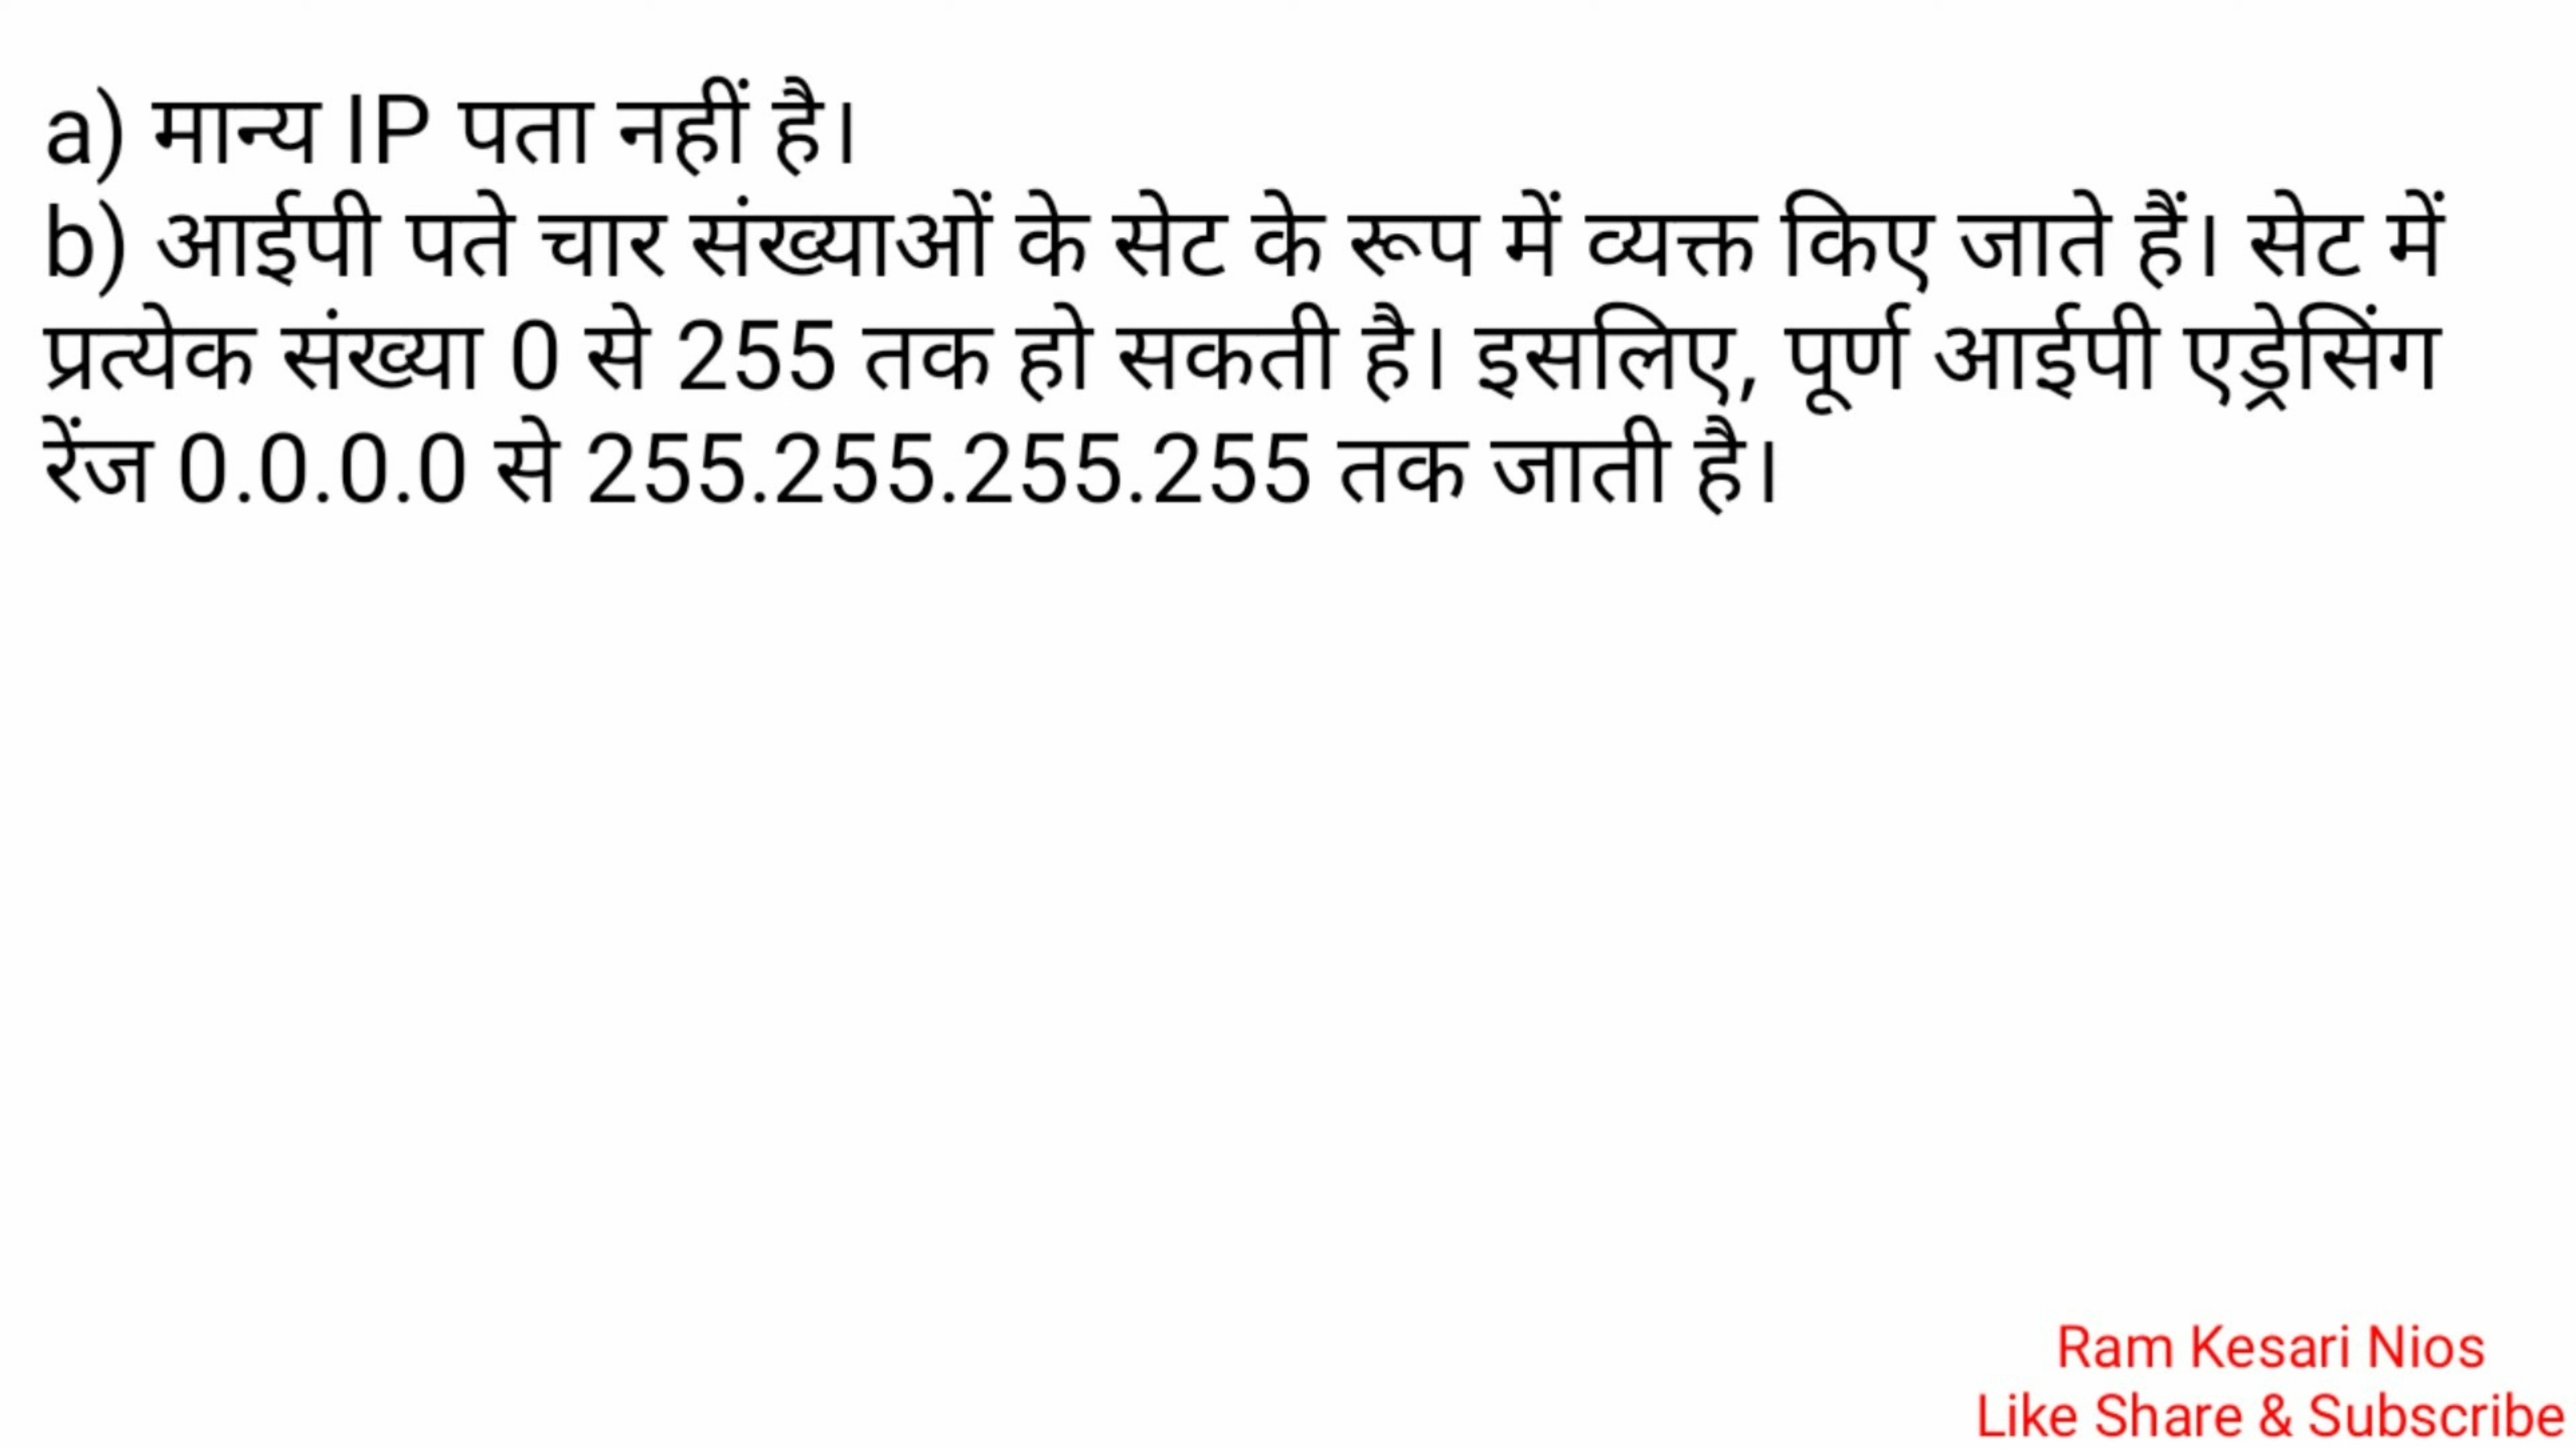 a) मान्य IP पता नहीं है।
b) आईपी पते चार संख्याओं के सेट के रूप में व्यक्त किए जाते हैं। सेट में
प्रत्येक संख्या 0 से 255 तक हो सकती है। इसलिए, पूर्ण आईपी एड्रेसिंग
रेंज 0.0.0.0 से 255.255.255.255 तक जाती है।
Ram Kesari Nios
Like Share & Subscribe